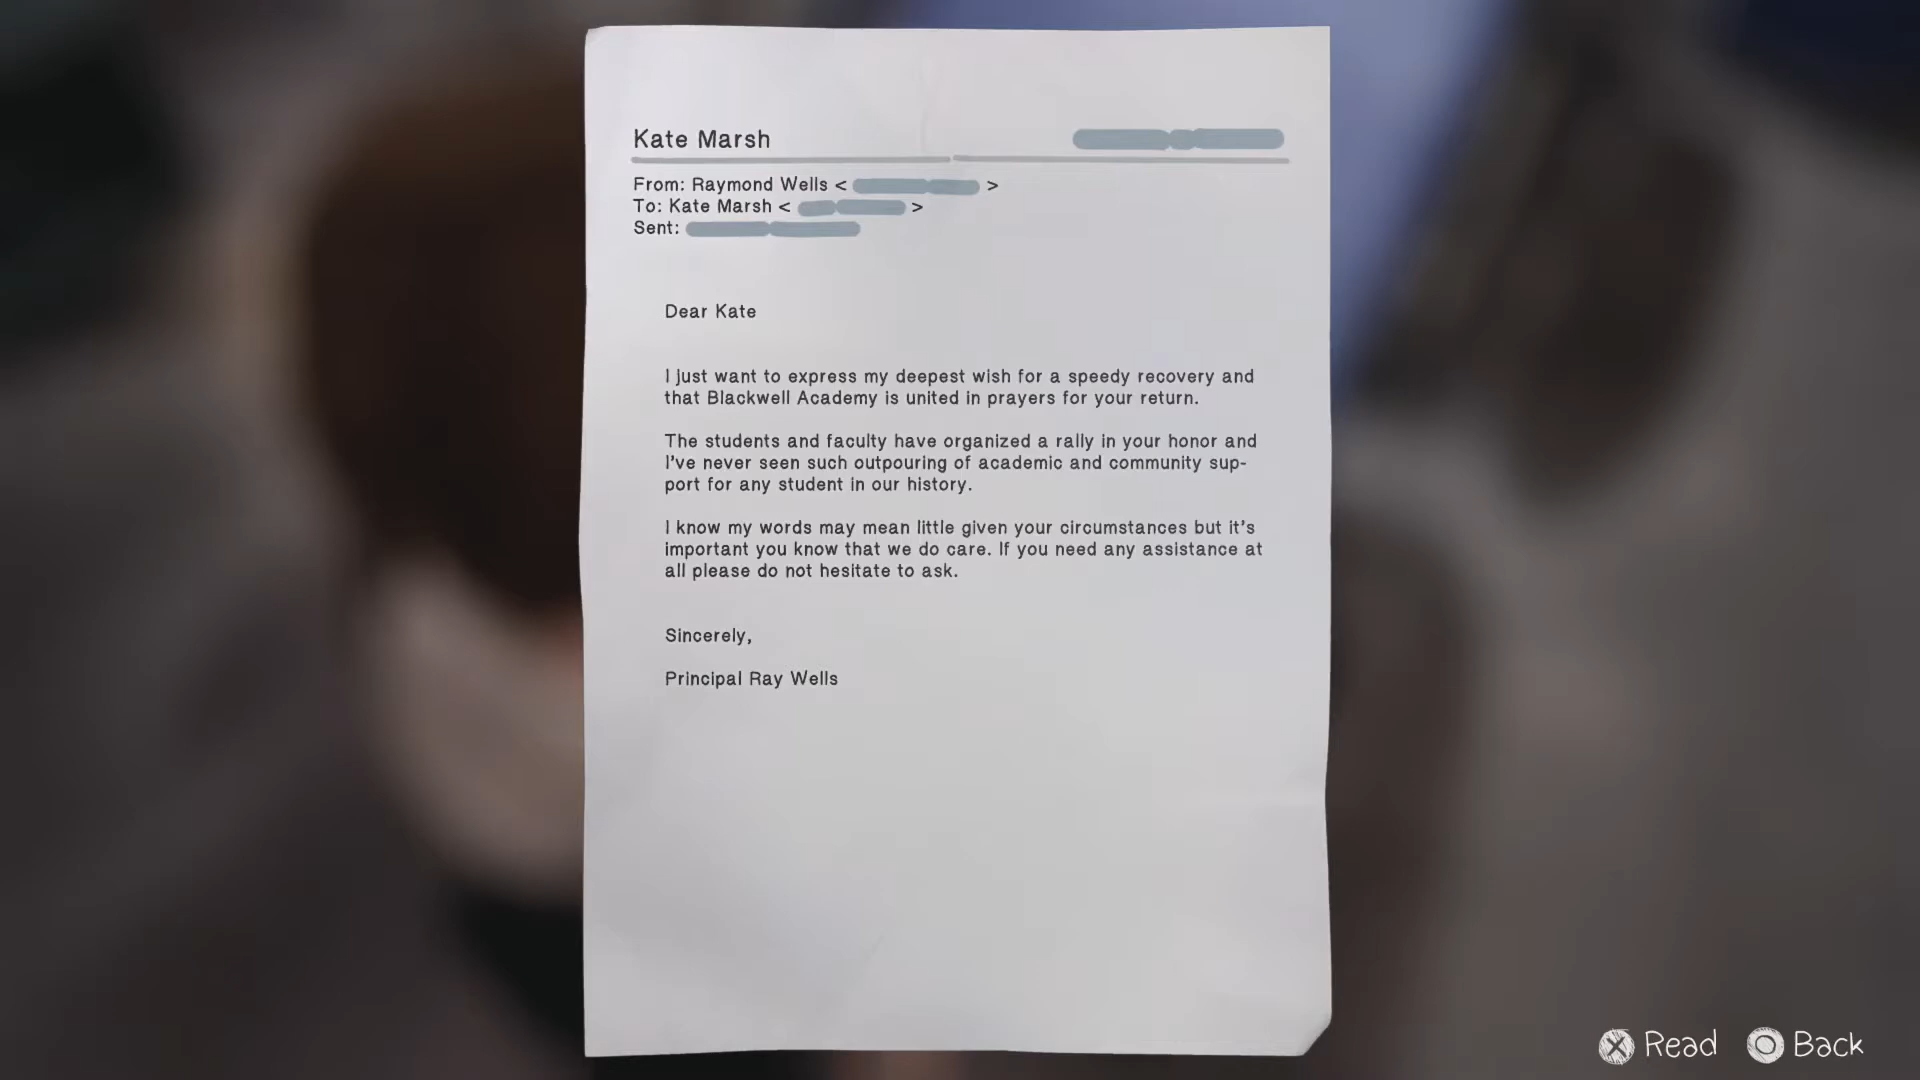 Kate Marsh
From: Raymond Wells < >
To: Kate Marsh < >
Sent:
Dear Kate
I just want to express my deepest wish for a speedy recovery and
that Blackwell Academy is united in prayers for your return.
The students and faculty have organized a rally in your honor and
I've never seen such outpouring of academic and community sup-
port for any student in our history.
I know my words may mean little given your circumstances but it's
important you know that we do care. If you need any assistance at
all please do not hesitate to ask.
Sincerely,
Principal Ray Wells
Read Back